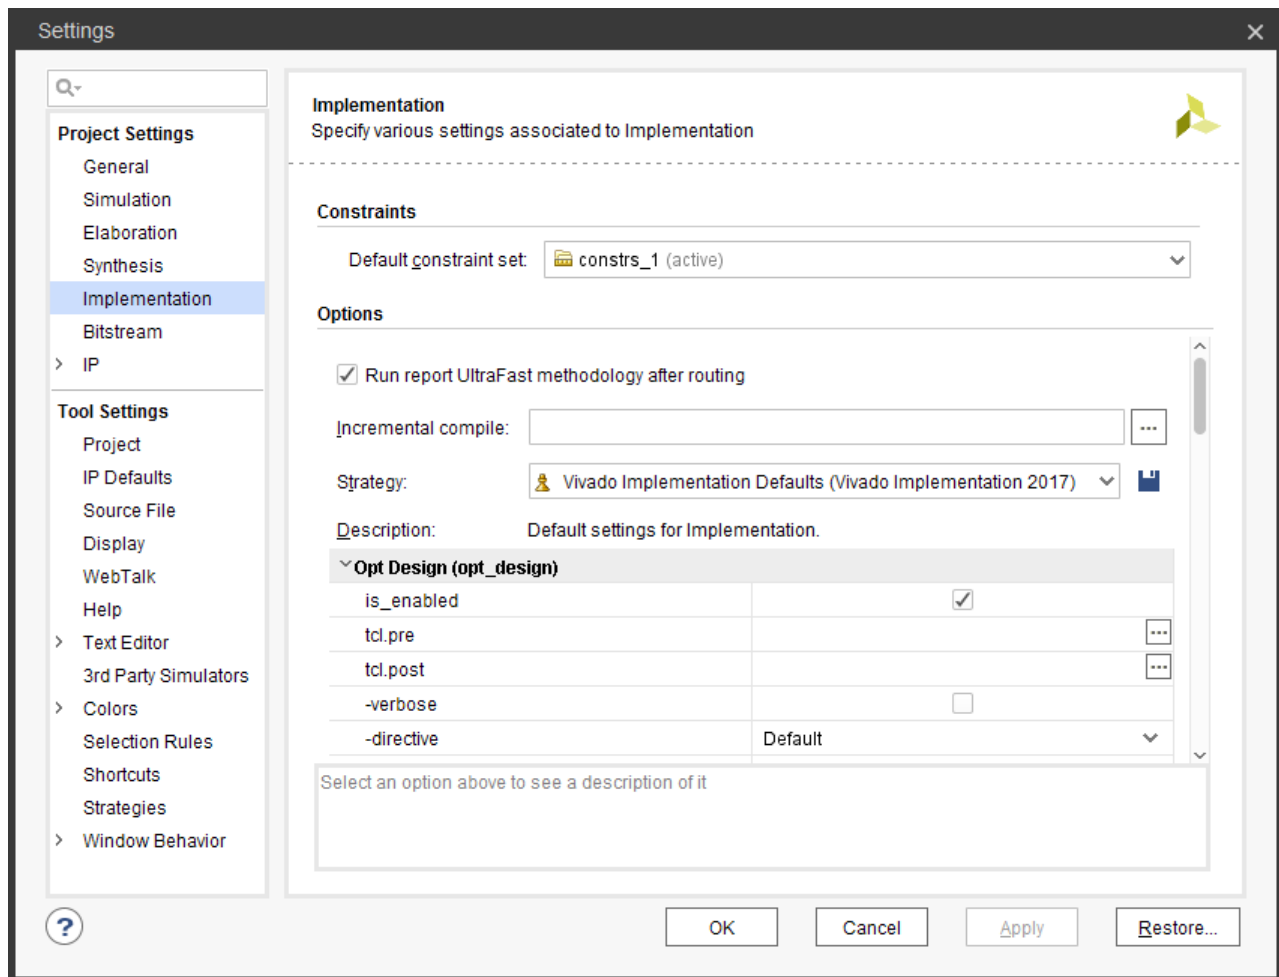 Settings
Project Settings
General
Simulation
Elaboration
Synthesis
Implementation
Bitstream
IP
Tool Settings
Project
IP Defaults
Source File
Display
WebTalk
Help
Text Editor
3rd Party Simulators
Colors
Selection Rules
Shortcuts
Strategies
Window Behavior
Implementation
Specify various settings associated to Implementation
Constraints
Default constraint set: constrs_1 (active)
Options
Run report UltraFast methodology after routing
Incremental compile: ...
Strategy: Vivado Implementation Defaults (Vivado Implementation 2017)
Description: Default settings for Implementation.
Opt Design (opt_design)
is_enabled
tcl.pre ...
tcl.post ...
-verbose
-directive Default
Select an option above to see a description of it
? OK Cancel Apply Restore...